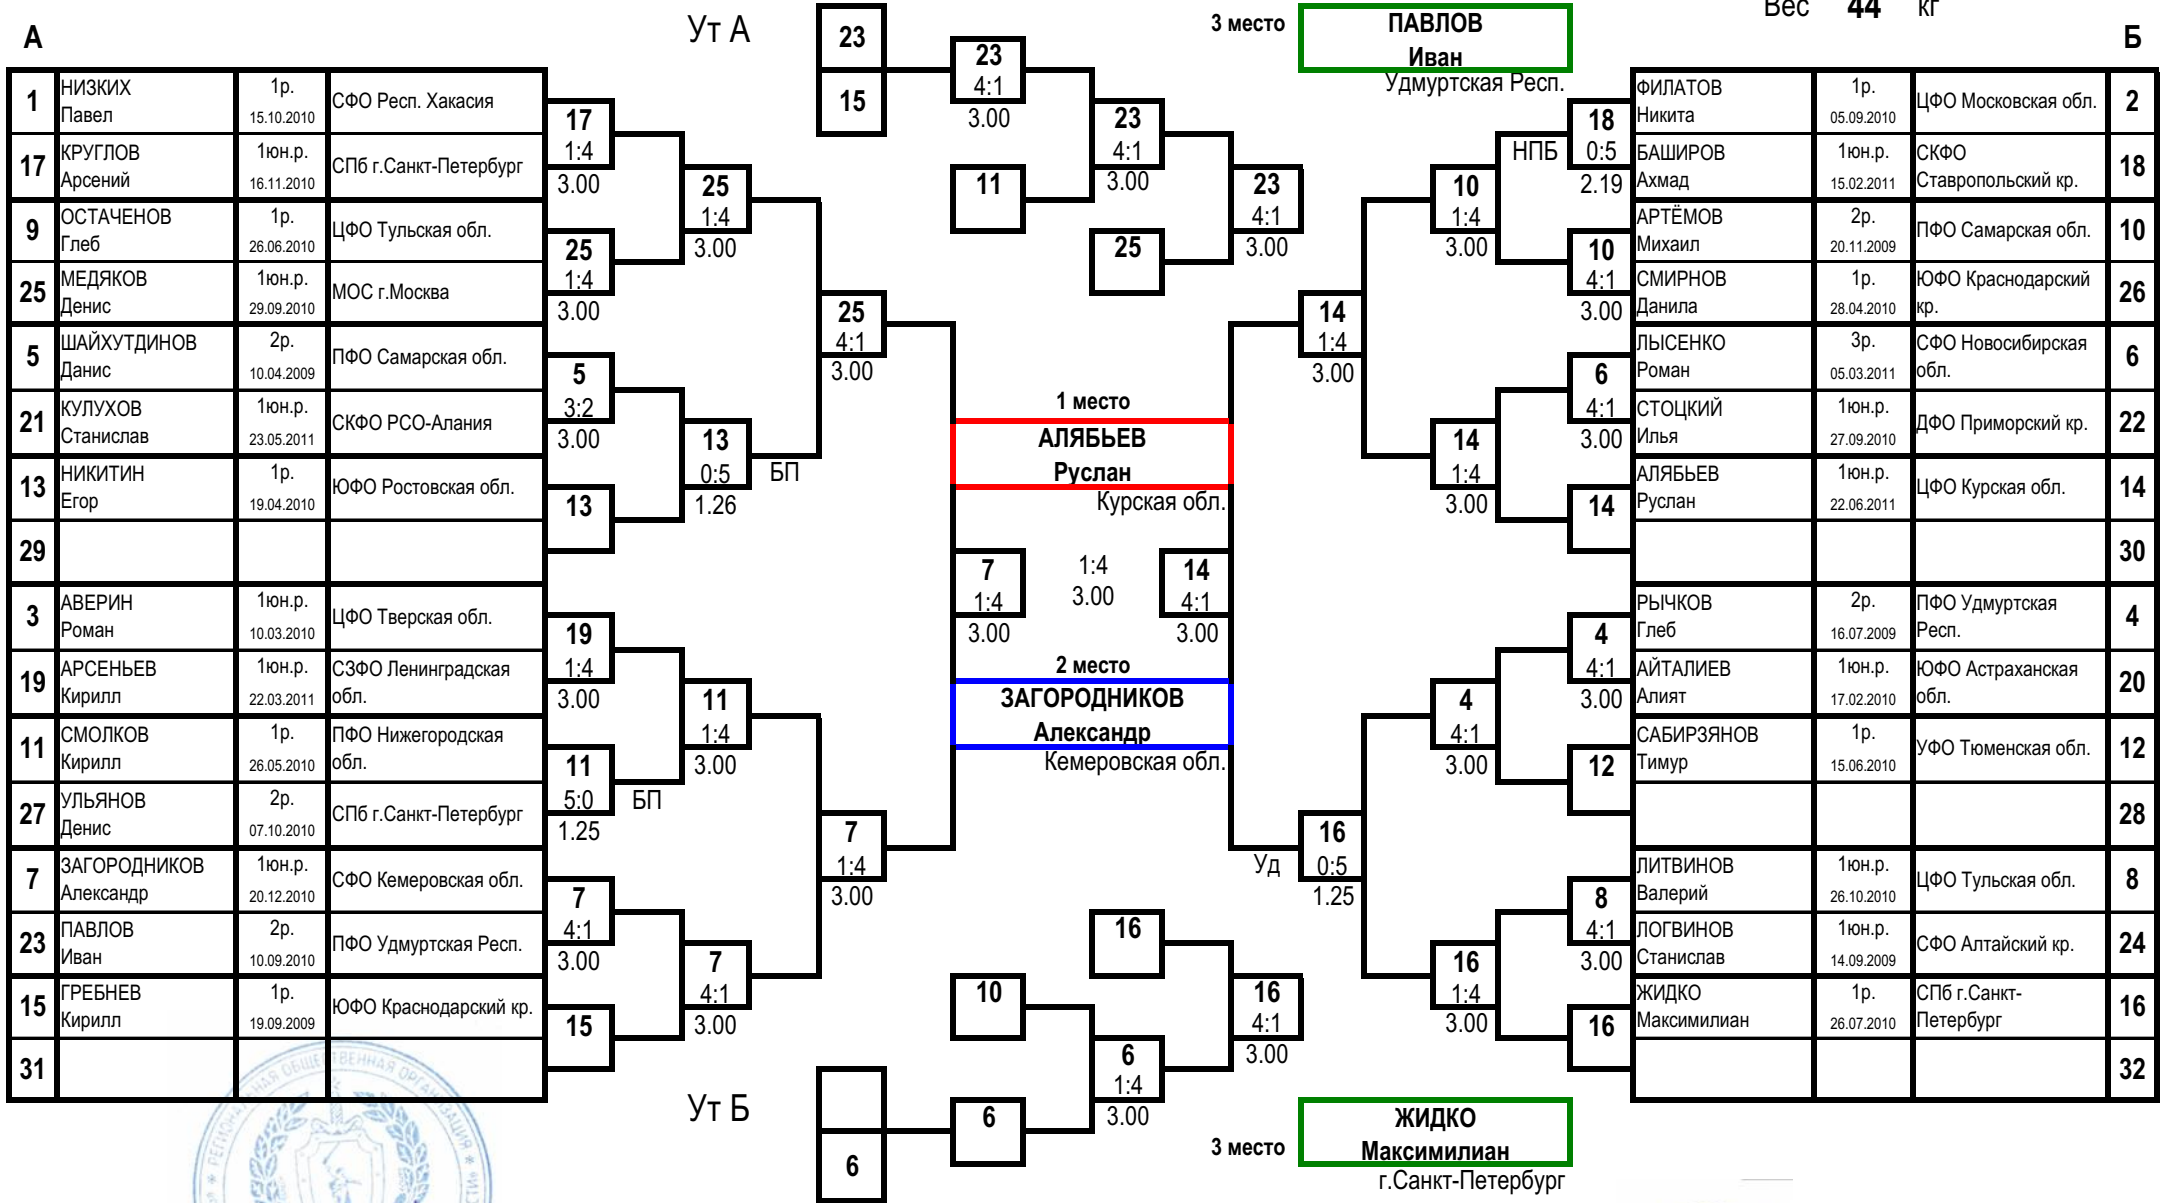 Вес 44 кг
А
Ут А
3 место
ПАВЛОВ
Иван
Удмуртская Респ.
Б
1 НИЗКИХ Павел 1р. 15.10.2010 СФО Респ. Хакасия
17 КРУГЛОВ Арсений 1юн.р. 16.11.2010 СПб г.Санкт-Петербург
9 ОСТАЧЕНОВ Глеб 1р. 26.06.2010 ЦФО Тульская обл.
25 МЕДЯКОВ Денис 1юн.р. 29.09.2010 МОС г.Москва
5 ШАЙХУТДИНОВ Данис 2р. 10.04.2009 ПФО Самарская обл.
21 КУЛУХОВ Станислав 1юн.р. 23.05.2011 СКФО РСО-Алания
13 НИКИТИН Егор 1р. 19.04.2010 ЮФО Ростовская обл.
29
3 АВЕРИН Роман 1юн.р. 10.03.2010 ЦФО Тверская обл.
19 АРСЕНЬЕВ Кирилл 1юн.р. 22.03.2011 СЗФО Ленинградская обл.
11 СМОЛКОВ Кирилл 1р. 26.05.2010 ПФО Нижегородская обл.
27 УЛЬЯНОВ Денис 2р. 07.10.2010 СПб г.Санкт-Петербург
7 ЗАГОРОДНИКОВ Александр 1юн.р. 20.12.2010 СФО Кемеровская обл.
23 ПАВЛОВ Иван 2р. 10.09.2010 ПФО Удмуртская Респ.
15 ГРЕБНЕВ Кирилл 1р. 19.09.2009 ЮФО Краснодарский кр.
31
17
1:4
3.00
25
1:4
3.00
5
3:2
3.00
13
19
1:4
3.00
11
5:0
1.25
БП
7
4:1
3.00
15
25
1:4
3.00
13
0:5
1.26
БП
11
1:4
3.00
7
4:1
3.00
25
4:1
3.00
7
1:4
3.00
23
15
23
4:1
3.00
11
23
4:1
3.00
25
23
4:1
3.00
1 место
АЛЯБЬЕВ
Руслан
Курская обл.
7
1:4
3.00
1:4
3.00
14
4:1
3.00
2 место
ЗАГОРОДНИКОВ
Александр
Кемеровская обл.
16
10
16
4:1
3.00
6
1:4
3.00
6
Ут Б
6
3 место
ЖИДКО
Максимилиан
г.Санкт-Петербург
14
1:4
3.00
16
0:5
1.25
Уд
10
1:4
3.00
14
1:4
3.00
4
4:1
3.00
16
1:4
3.00
НПБ
18
0:5
2.19
10
4:1
3.00
6
4:1
3.00
14
4
4:1
3.00
12
8
4:1
3.00
16
ФИЛАТОВ Никита 1р. 05.09.2010 ЦФО Московская обл. 2
БАШИРОВ Ахмад 1юн.р. 15.02.2011 СКФО Ставропольский кр. 18
АРТЁМОВ Михаил 2р. 20.11.2009 ПФО Самарская обл. 10
СМИРНОВ Данила 1р. 28.04.2010 ЮФО Краснодарский кр. 26
ЛЫСЕНКО Роман 3р. 05.03.2011 СФО Новосибирская обл. 6
СТОЦКИЙ Илья 1юн.р. 27.09.2010 ДФО Приморский кр. 22
АЛЯБЬЕВ Руслан 1юн.р. 22.06.2011 ЦФО Курская обл. 14
30
РЫЧКОВ Глеб 2р. 16.07.2009 ПФО Удмуртская Респ. 4
АЙТАЛИЕВ Алият 1юн.р. 17.02.2010 ЮФО Астраханская обл. 20
САБИРЗЯНОВ Тимур 1р. 15.06.2010 УФО Тюменская обл. 12
28
ЛИТВИНОВ Валерий 1юн.р. 26.10.2010 ЦФО Тульская обл. 8
ЛОГВИНОВ Станислав 1юн.р. 14.09.2009 СФО Алтайский кр. 24
ЖИДКО Максимилиан 1р. 26.07.2010 СПб г.Санкт-Петербург 16
32